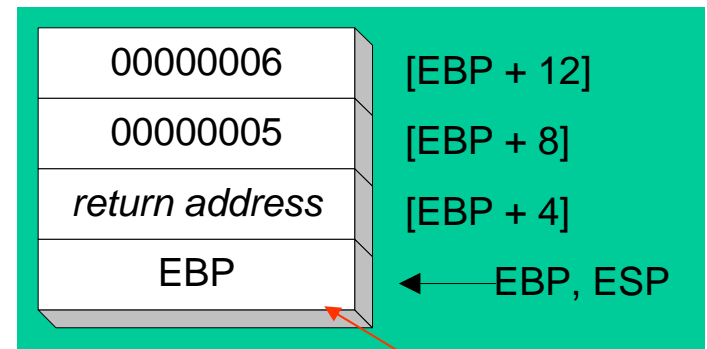 00000006 [EBP + 12]
00000005 [EBP + 8]
return address [EBP + 4]
EBP EBP, ESP